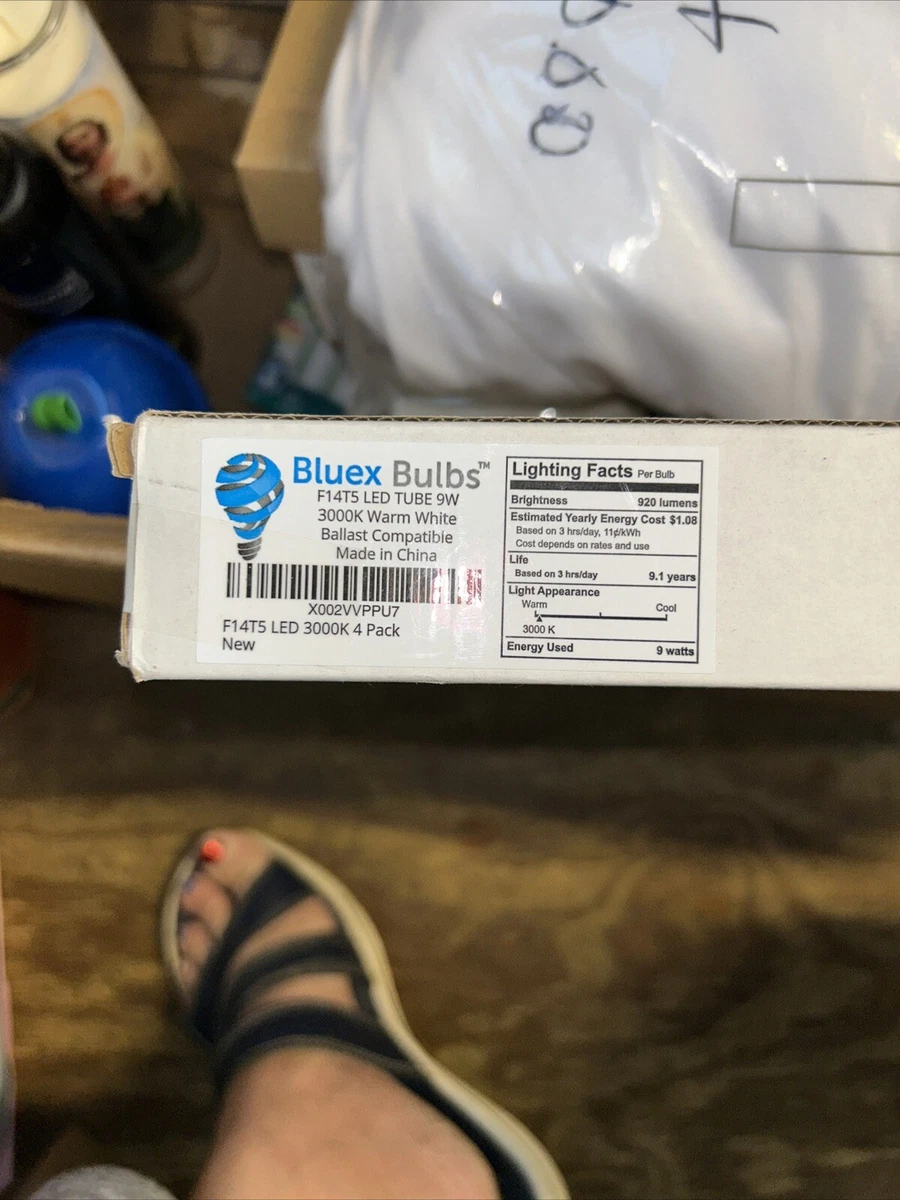 Bluex Bulbs™
F14T5 LED TUBE 9W
3000K Warm White
Ballast Compatible
Made in China
X002VVPPU7
F14T5 LED 3000K 4 Pack
New
Lighting Facts Per Bulb
Brightness 920 lumens
Estimated Yearly Energy Cost $1.08
Based on 3 hrs/day, 11¢/kWh
Cost depends on rates and use
Life
Based on 3 hrs/day 9.1 years
Light Appearance
Warm Cool
3000 K
Energy Used 9 watts